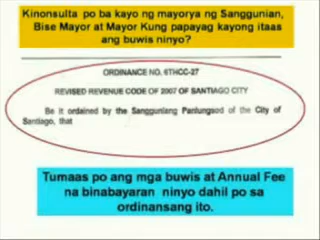 Kinonsulta po ba kayo ng mayorya ng Sanggunian,
Bise Mayor at Mayor Kung papayag kayong itaas
ang buwis ninyo?
ORDINANCE NO. 6THCC-27
REVISED REVENUE CODE OF 2007 OF SANTIAGO CITY
Be it ordained by the Sangguniang Panlungsod of the City of
Santiago, that
Tumaas po ang mga buwis at Annual Fee
na binabayaran ninyo dahil po sa
ordinansang ito.